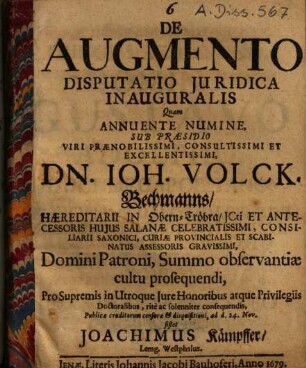 6
A. Diss. 567
DE
AUGMENTO
DISPUTATIO JURIDICA
INAUGURALIS
Quam
ANNUENTE NUMINE,
SUB PRÆSIDIO
VIRI PRÆNOBILISSIMI, CONSULTISSIMI ET
EXCELLENTISSIMI,
DN. IOH. VOLCK.
Bechmanns/
HÆREDITARII IN Obern-Tröbra/ JCti ET ANTE-
CESSORIS HUJUS SALANÆ CELEBRATISSIMI, CONSI-
LIARII SAXONICI, CURIÆ PROVINCIALIS ET SCABI-
NATUS ASSESSORIS GRAVISSIMI,
Domini Patroni, Summo observantiæ
cultu prosequendi,
Pro Supremis in Utroque Jure Honoribus atque Privilegiis
Doctoralibus, ritè ac solenniter consequendis,
Publicæ eruditorum censuræ & disquisitioni, ad d. 24. Nov.
sistit
JOACHIMUS Kämpffer/
Lemg. Westphalus.
JENÆ, Literis Johannis Jacobi Bauhoferi, Anno 1679.